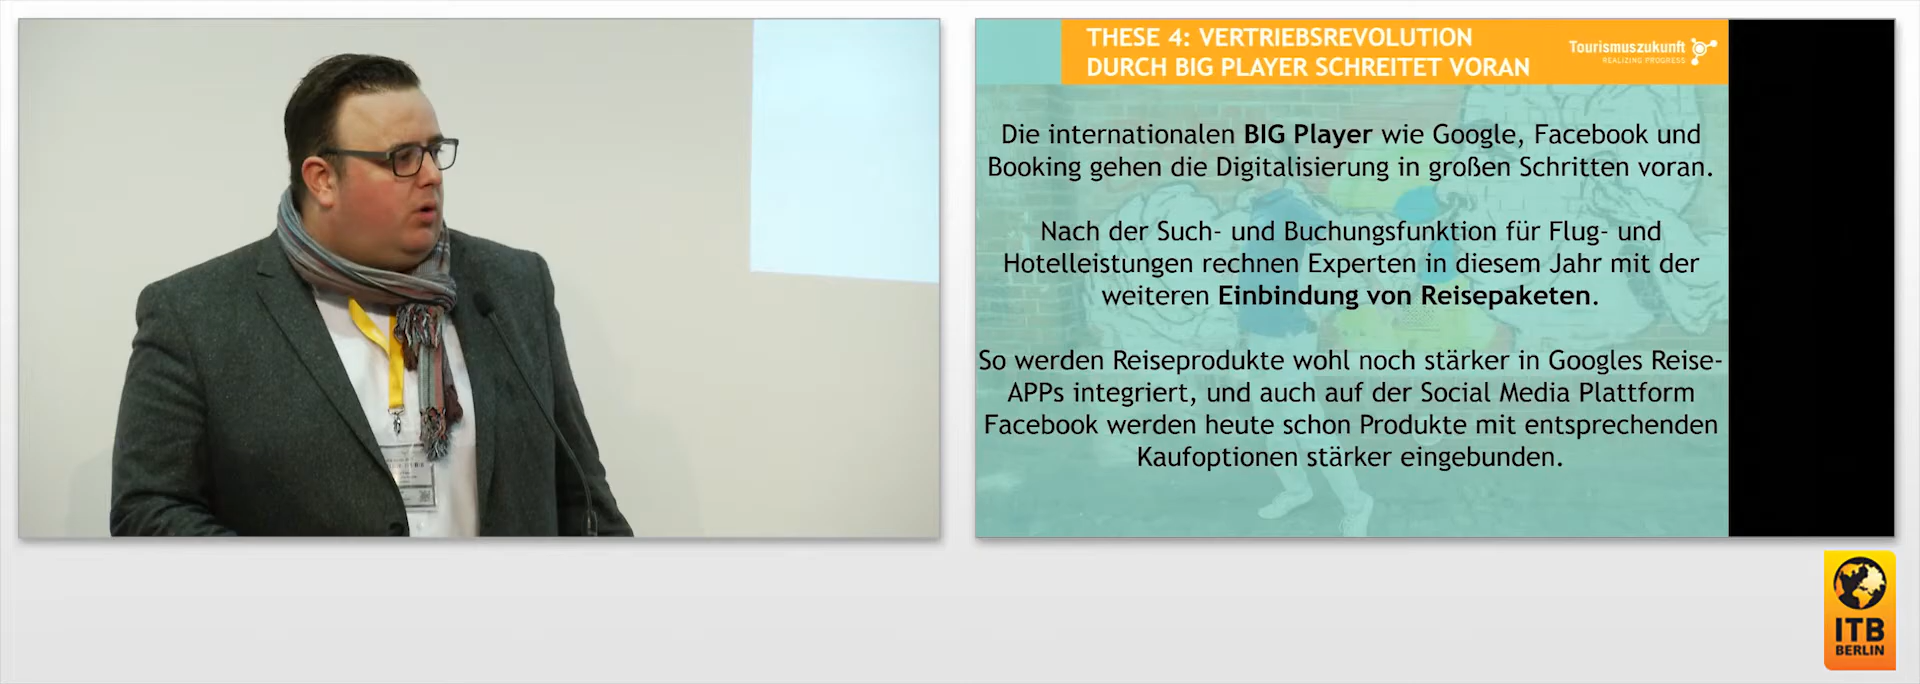 THESE 4: VERTRIEBSREVOLUTION
DURCH BIG PLAYER SCHREITET VORAN
Tourismuszukunft
REALIZING PROGRESS
Die internationalen BIG Player wie Google, Facebook und
Booking gehen die Digitalisierung in großen Schritten voran.
Nach der Such- und Buchungsfunktion für Flug- und
Hotelleistungen rechnen Experten in diesem Jahr mit der
weiteren Einbindung von Reisepaketen.
So werden Reiseprodukte wohl noch stärker in Googles Reise-
APPs integriert, und auch auf der Social Media Plattform
Facebook werden heute schon Produkte mit entsprechenden
Kaufoptionen stärker eingebunden.
ITB
BERLIN